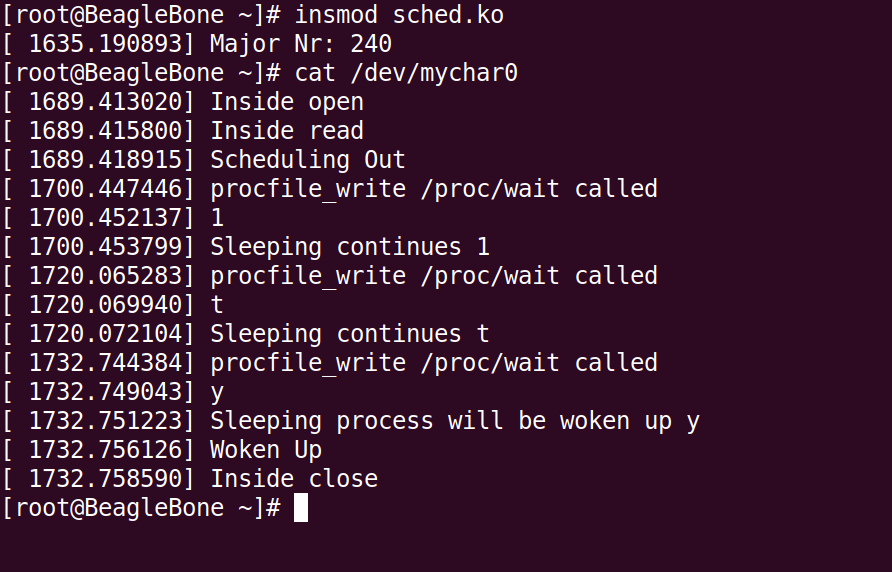 [root@BeagleBone ~]# insmod sched.ko
[ 1635.190893] Major Nr: 240
[root@BeagleBone ~]# cat /dev/mychar0
[ 1689.413020] Inside open
[ 1689.415800] Inside read
[ 1689.418915] Scheduling Out
[ 1700.447446] procfile_write /proc/wait called
[ 1700.452137] 1
[ 1700.453799] Sleeping continues 1
[ 1720.065283] procfile_write /proc/wait called
[ 1720.069940] t
[ 1720.072104] Sleeping continues t
[ 1732.744384] procfile_write /proc/wait called
[ 1732.749043] y
[ 1732.751223] Sleeping process will be woken up y
[ 1732.756126] Woken Up
[ 1732.758590] Inside close
[root@BeagleBone ~]#